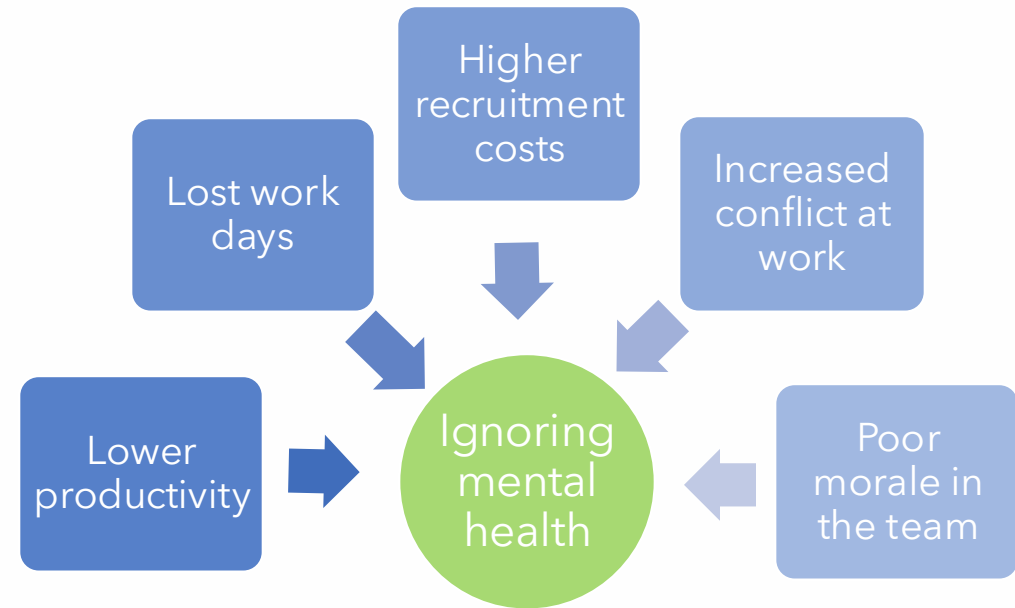 Lower
productivity
Lost work
days
Higher
recruitment
costs
Increased
conflict at
work
Poor
morale in
the team
Ignoring
mental
health